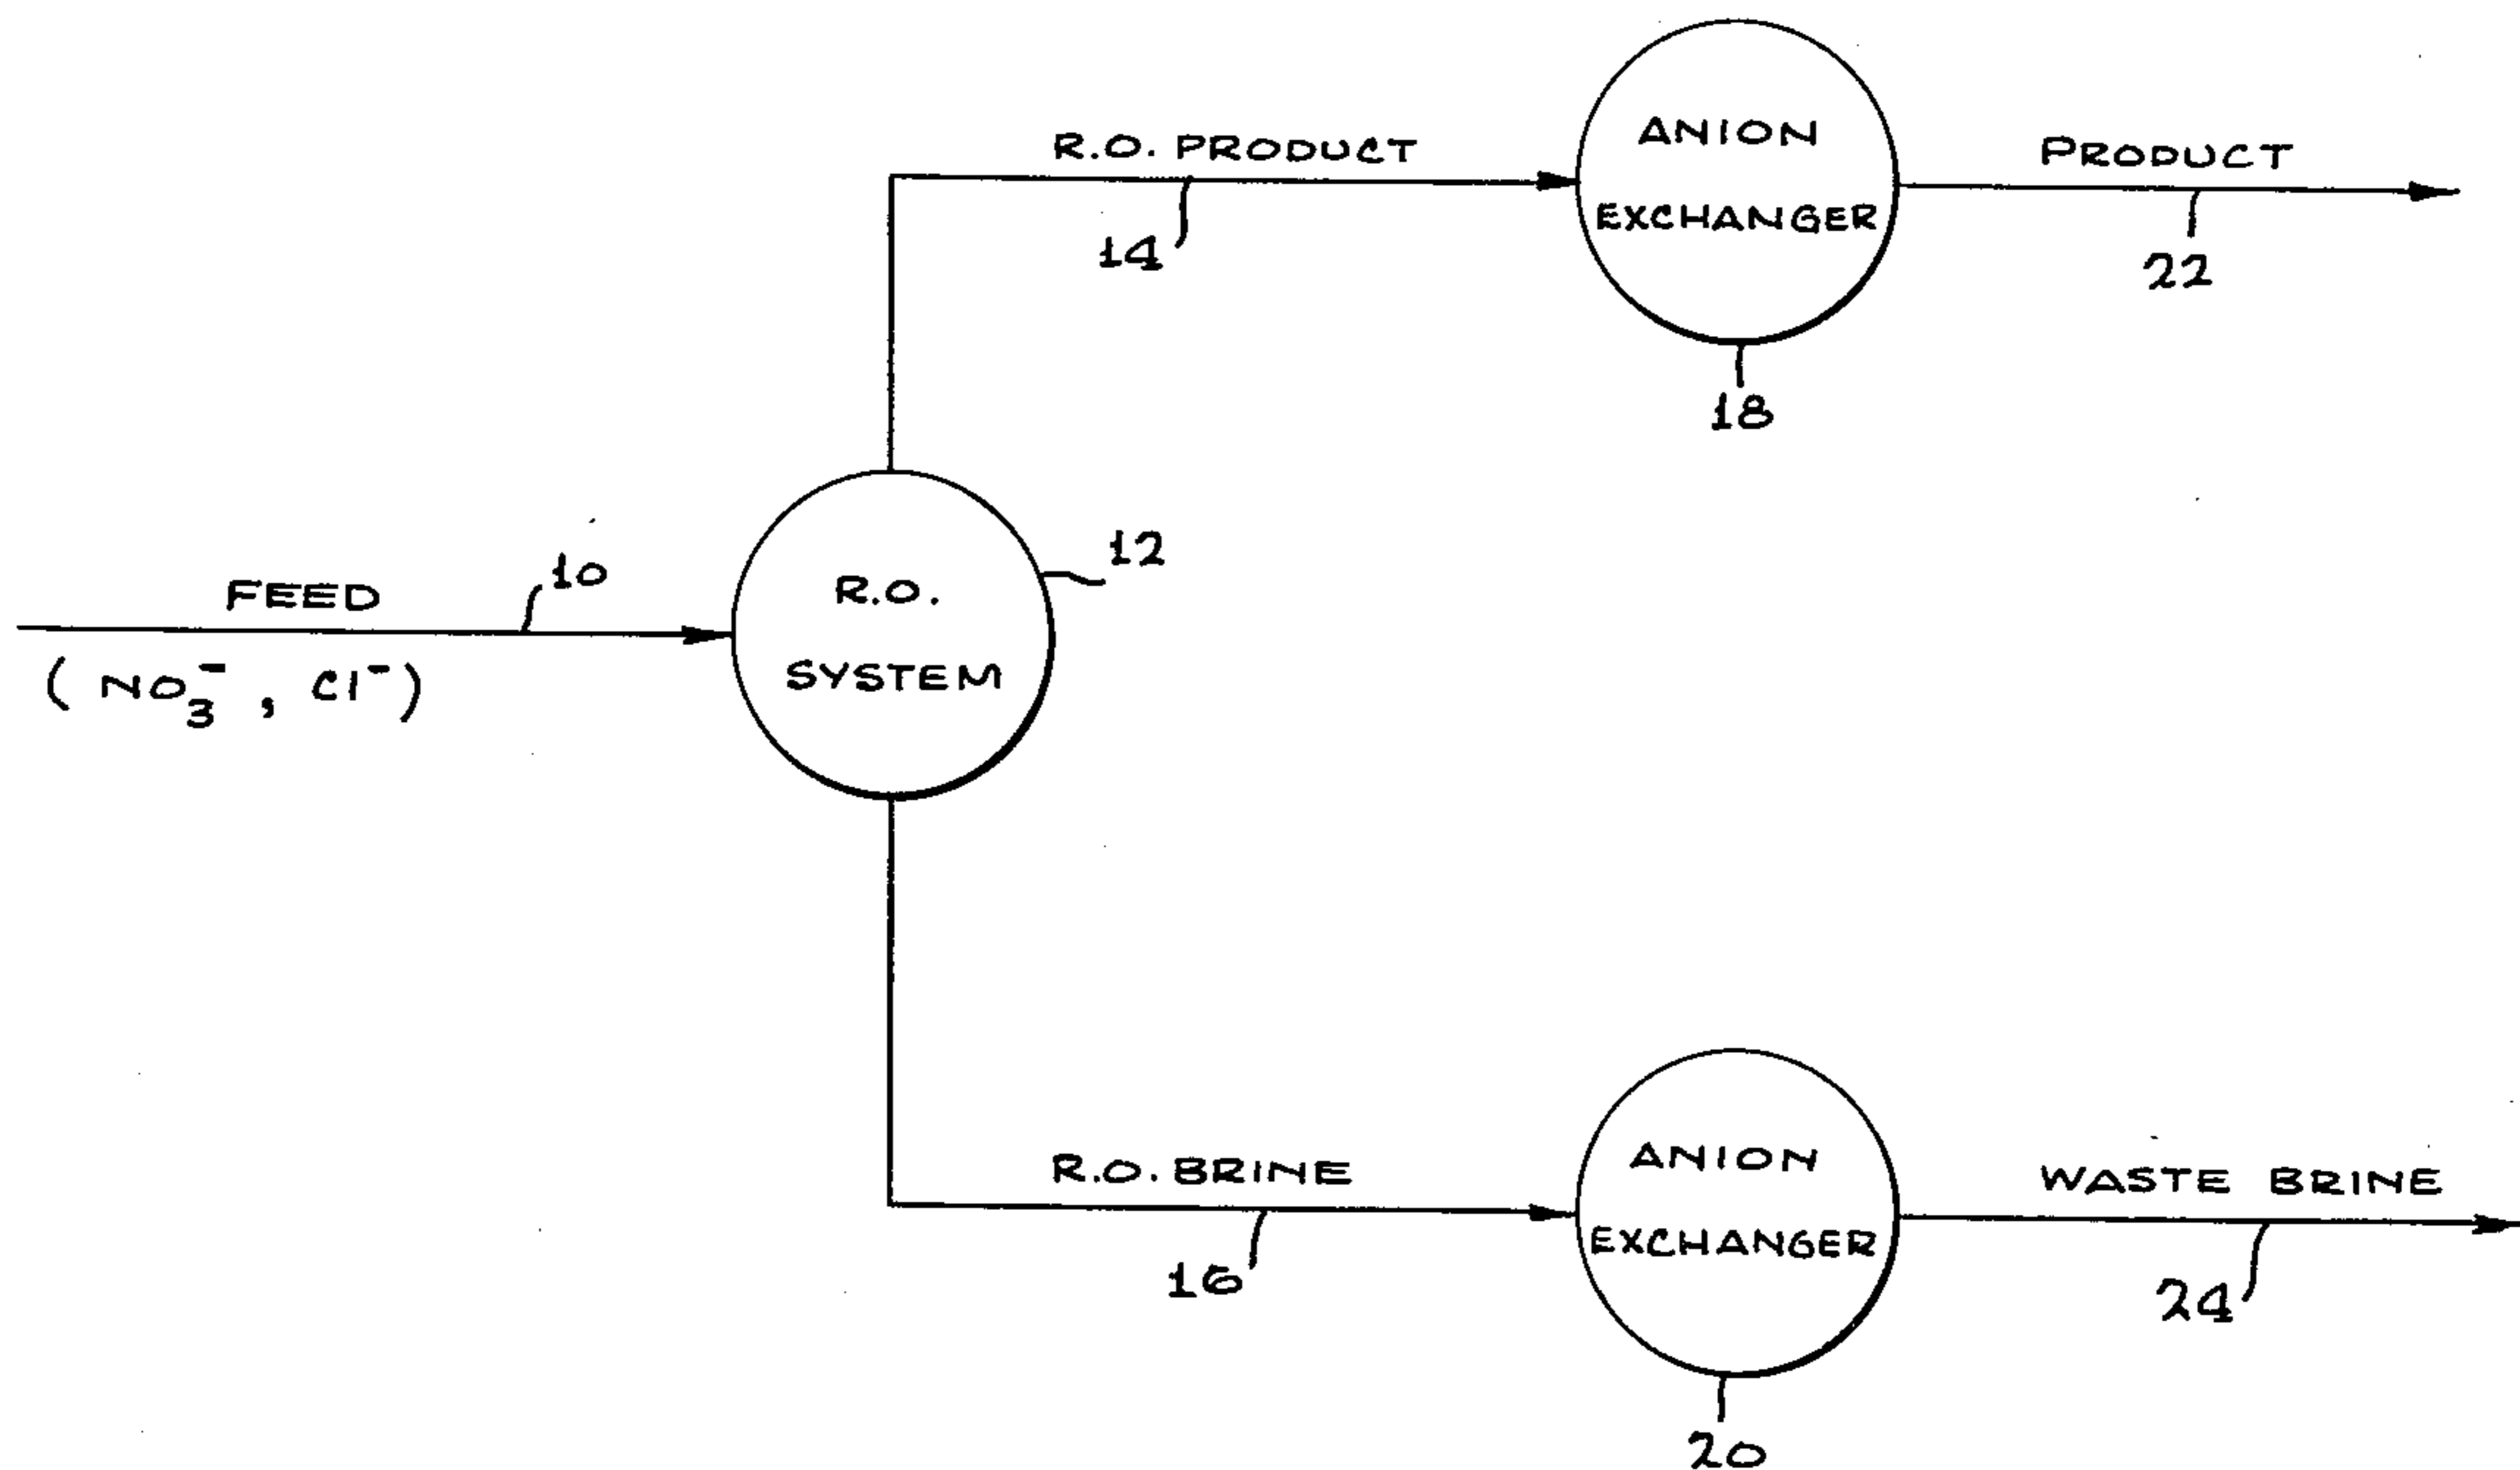 R.O. PRODUCT
14
ANION
EXCHANGER
18
PRODUCT
22
FEED
10
( NO₃⁻ , Cl⁻ )
R.O.
SYSTEM
12
R.O. BRINE
16
ANION
EXCHANGER
20
WASTE BRINE
24